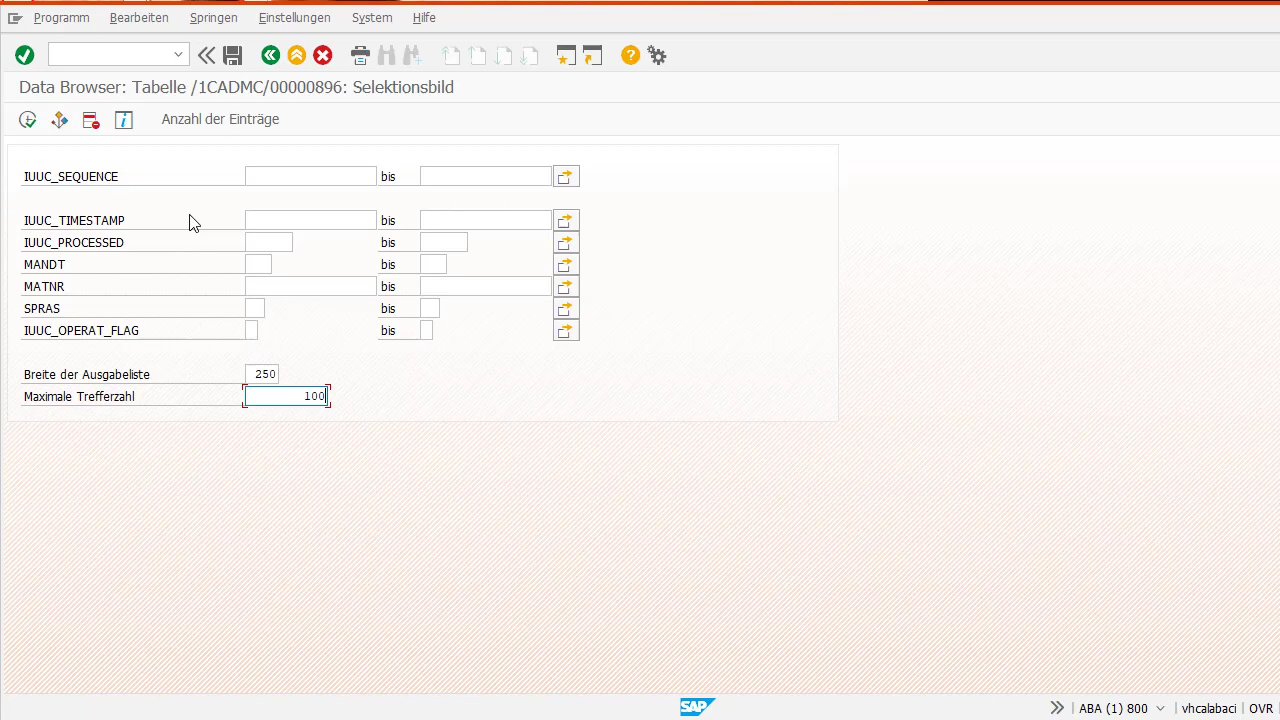 Programm Bearbeiten Springen Einstellungen System Hilfe
Data Browser: Tabelle /1CADMC/00000896: Selektionsbild
Anzahl der Einträge
IUUC_SEQUENCE bis
IUUC_TIMESTAMP bis
IUUC_PROCESSED bis
MANDT bis
MATNR bis
SPRAS bis
IUUC_OPERAT_FLAG bis
Breite der Ausgabeliste 250
Maximale Trefferzahl 100
SAP ABA (1) 800 vhcalabaci OVR